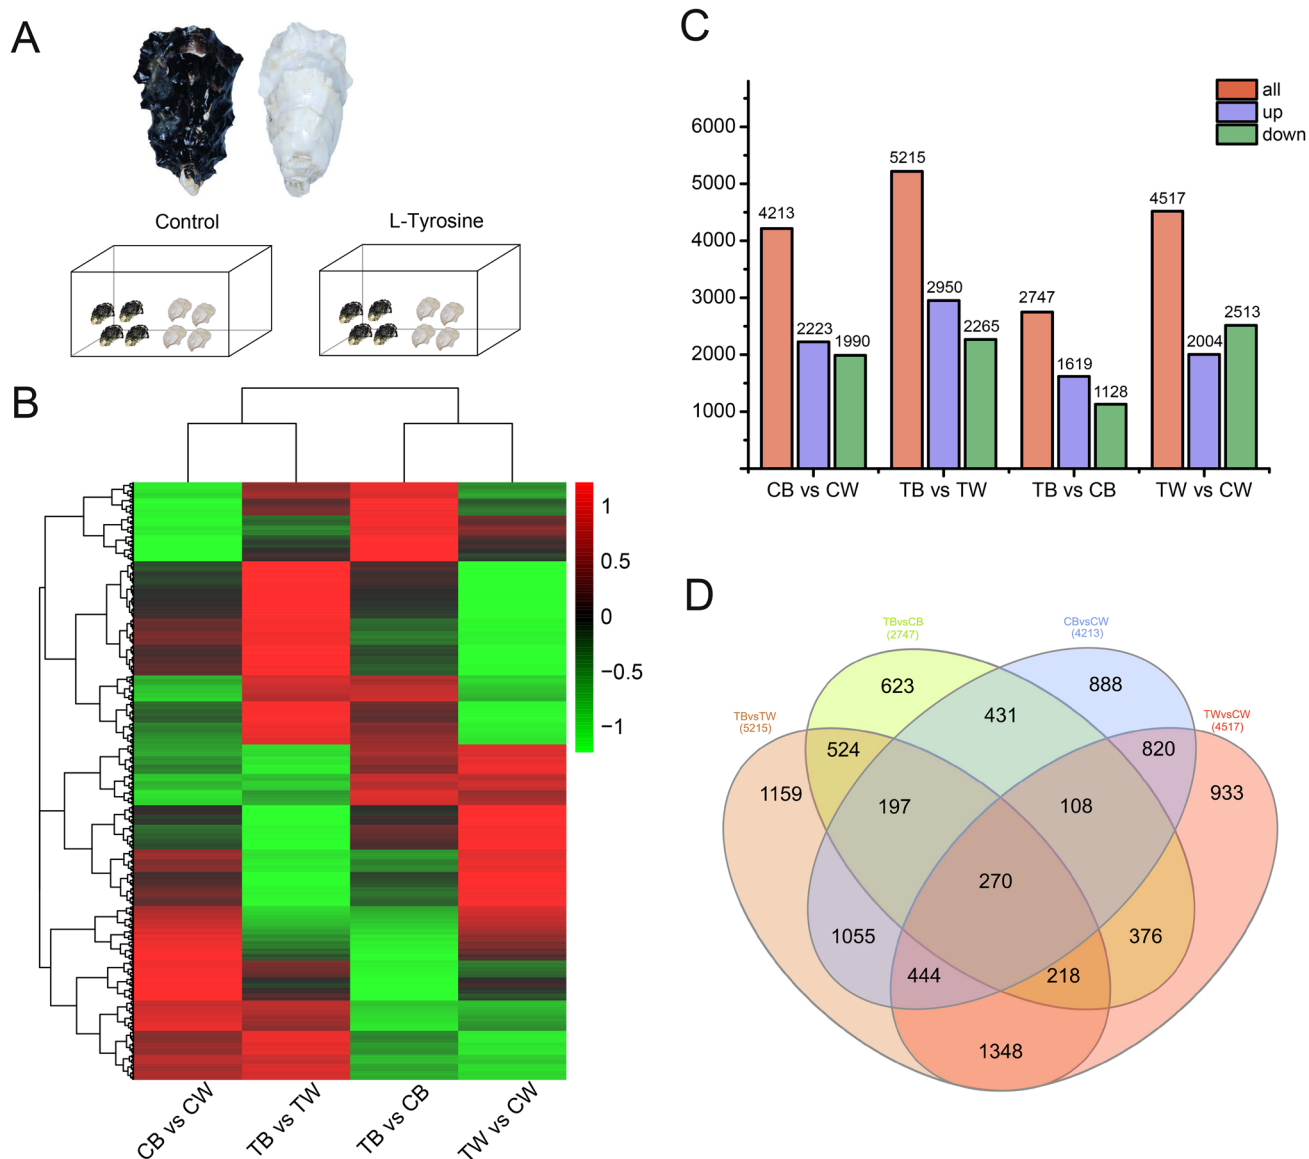 A
Control
L-Tyrosine
B
1
0.5
0
−0.5
−1
CB vs CW
TB vs TW
TB vs CB
TW vs CW
C
all
up
down
6000
5000
4000
3000
2000
1000
4213
2223
1990
5215
2950
2265
2747
1619
1128
4517
2004
2513
CB vs CW
TB vs TW
TB vs CB
TW vs CW
D
TBvsCB
(2747)
CBvsCW
(4213)
TBvsTW
(5215)
TWvsCW
(4517)
623
888
431
524
820
1159
933
197
108
270
1055
376
444
218
1348